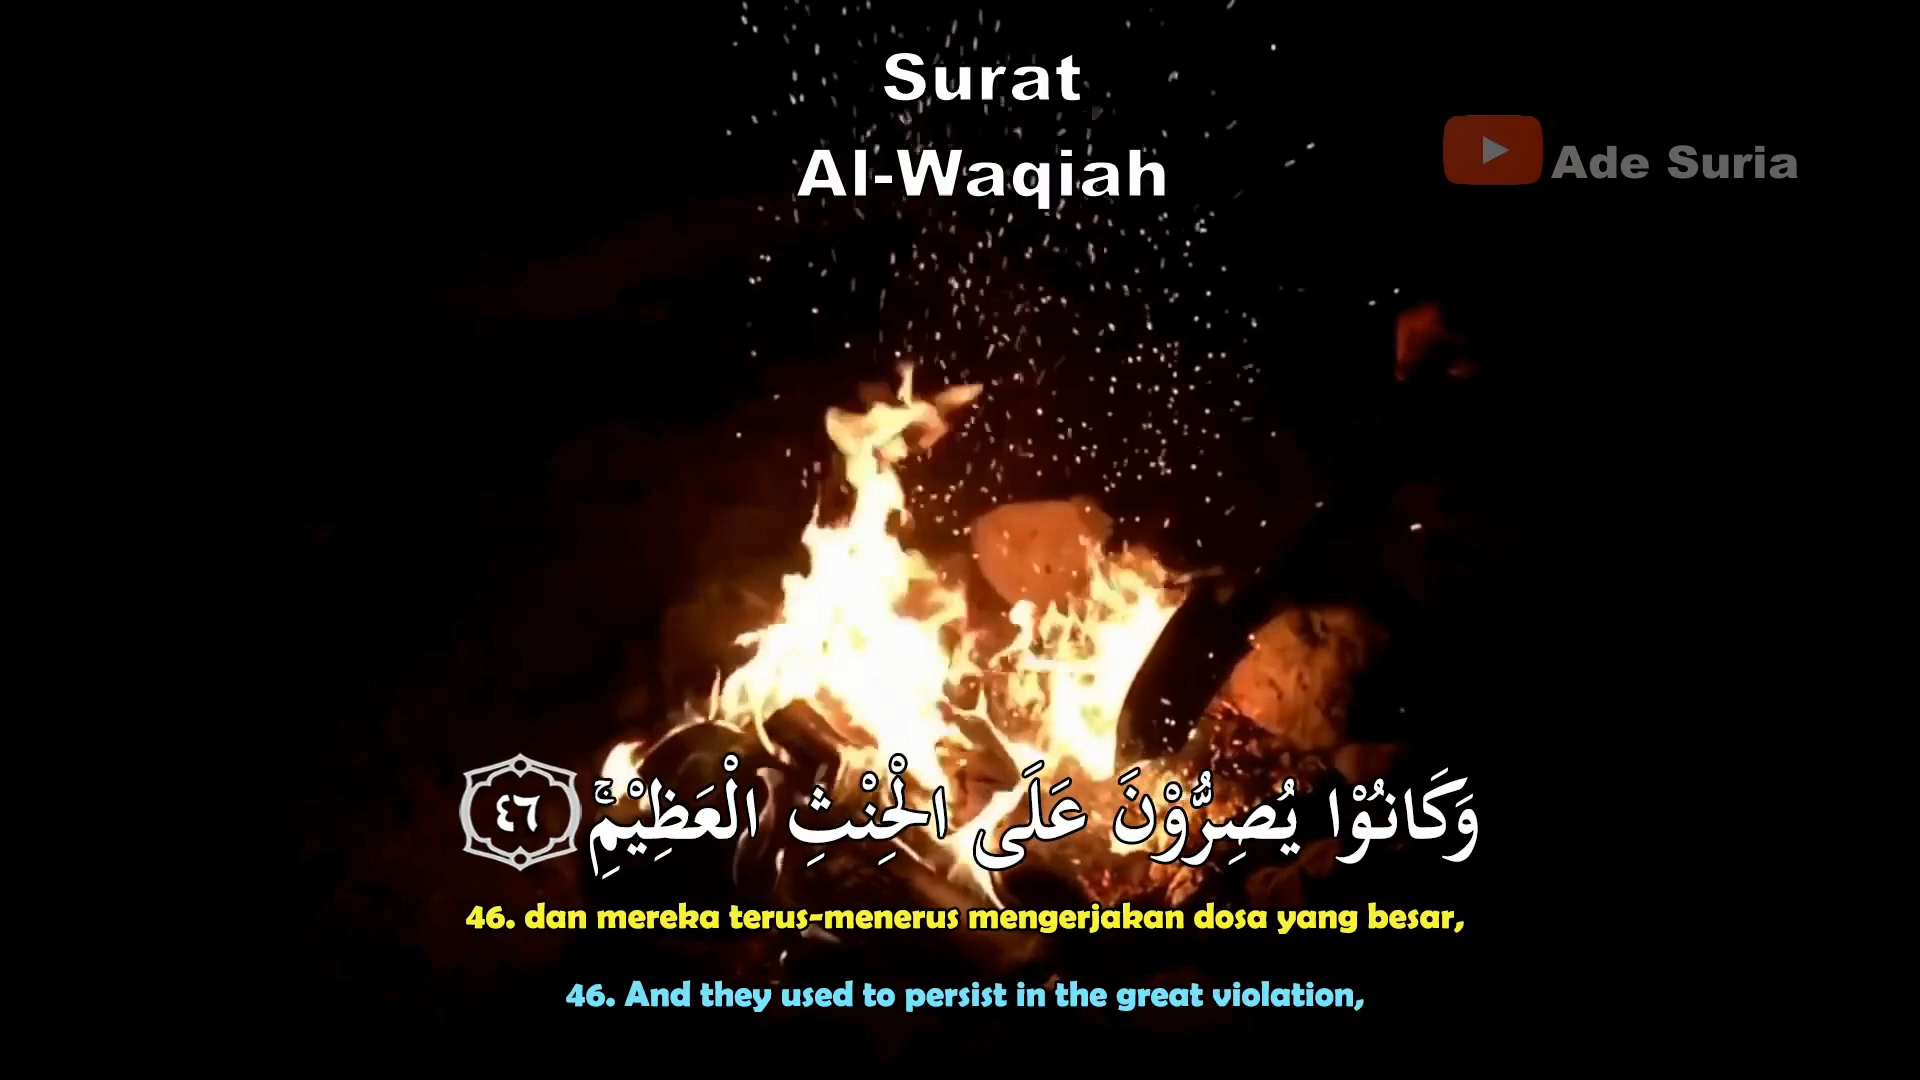 Surat
Al-Waqiah
Ade Suria
وَكَانُوْا يُصِرُّوْنَ عَلَى الْحِنْثِ الْعَظِيْمِۚ ٤٦
46. dan mereka terus-menerus mengerjakan dosa yang besar,
46. And they used to persist in the great violation,